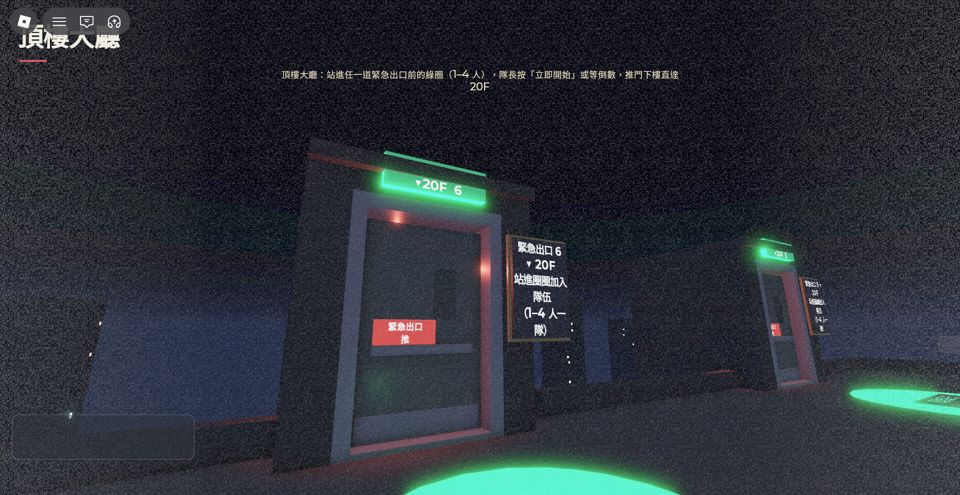 頂樓大廳
頂樓大廳：站進任一道緊急出口前的綠圈（1–4 人），隊長按「立即開始」或等倒數，推門下樓直達
20F
▼20F 6
緊急出口 6
▼ 20F
站進圈圈加入
隊伍
（1–4 人一
隊）
緊急出口
推